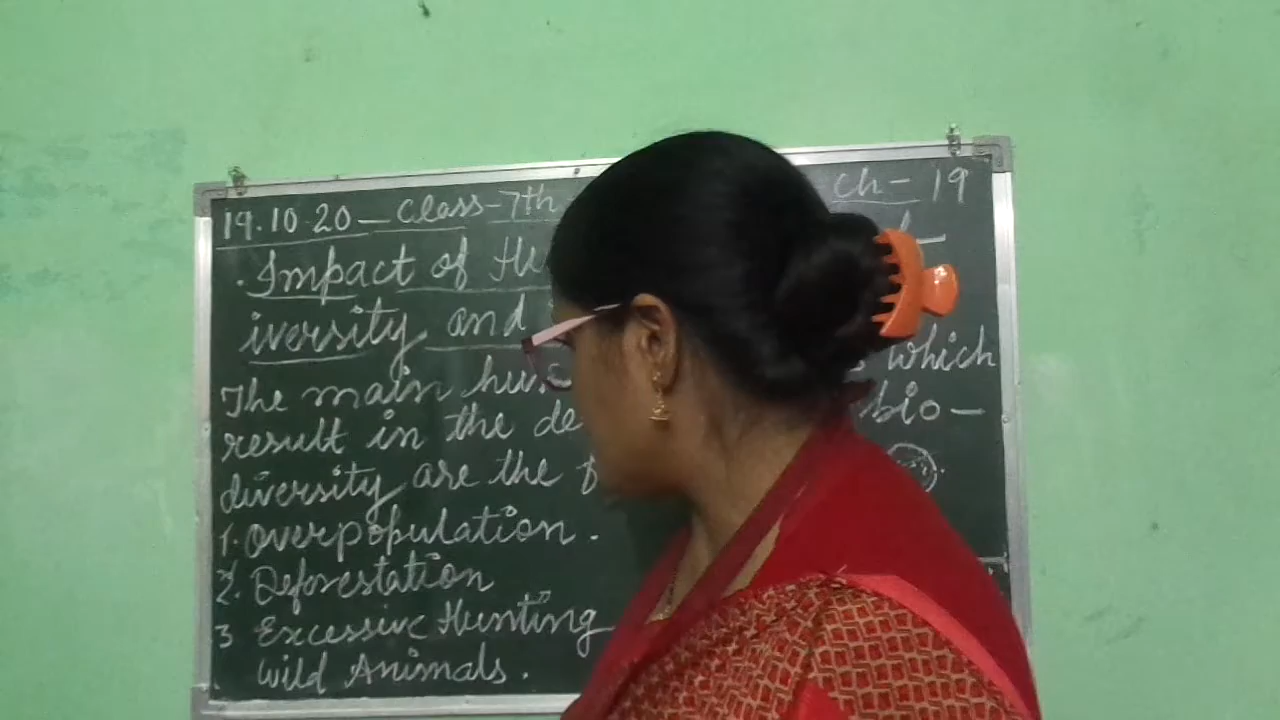 19.10.20 – Class-7th Ch-19
Impact of Hu
iversity and
The main hu which
result in the de bio-
diversity are the f
1. Overpopulation.
2. Deforestation
3 Excessive Hunting
Wild Animals.